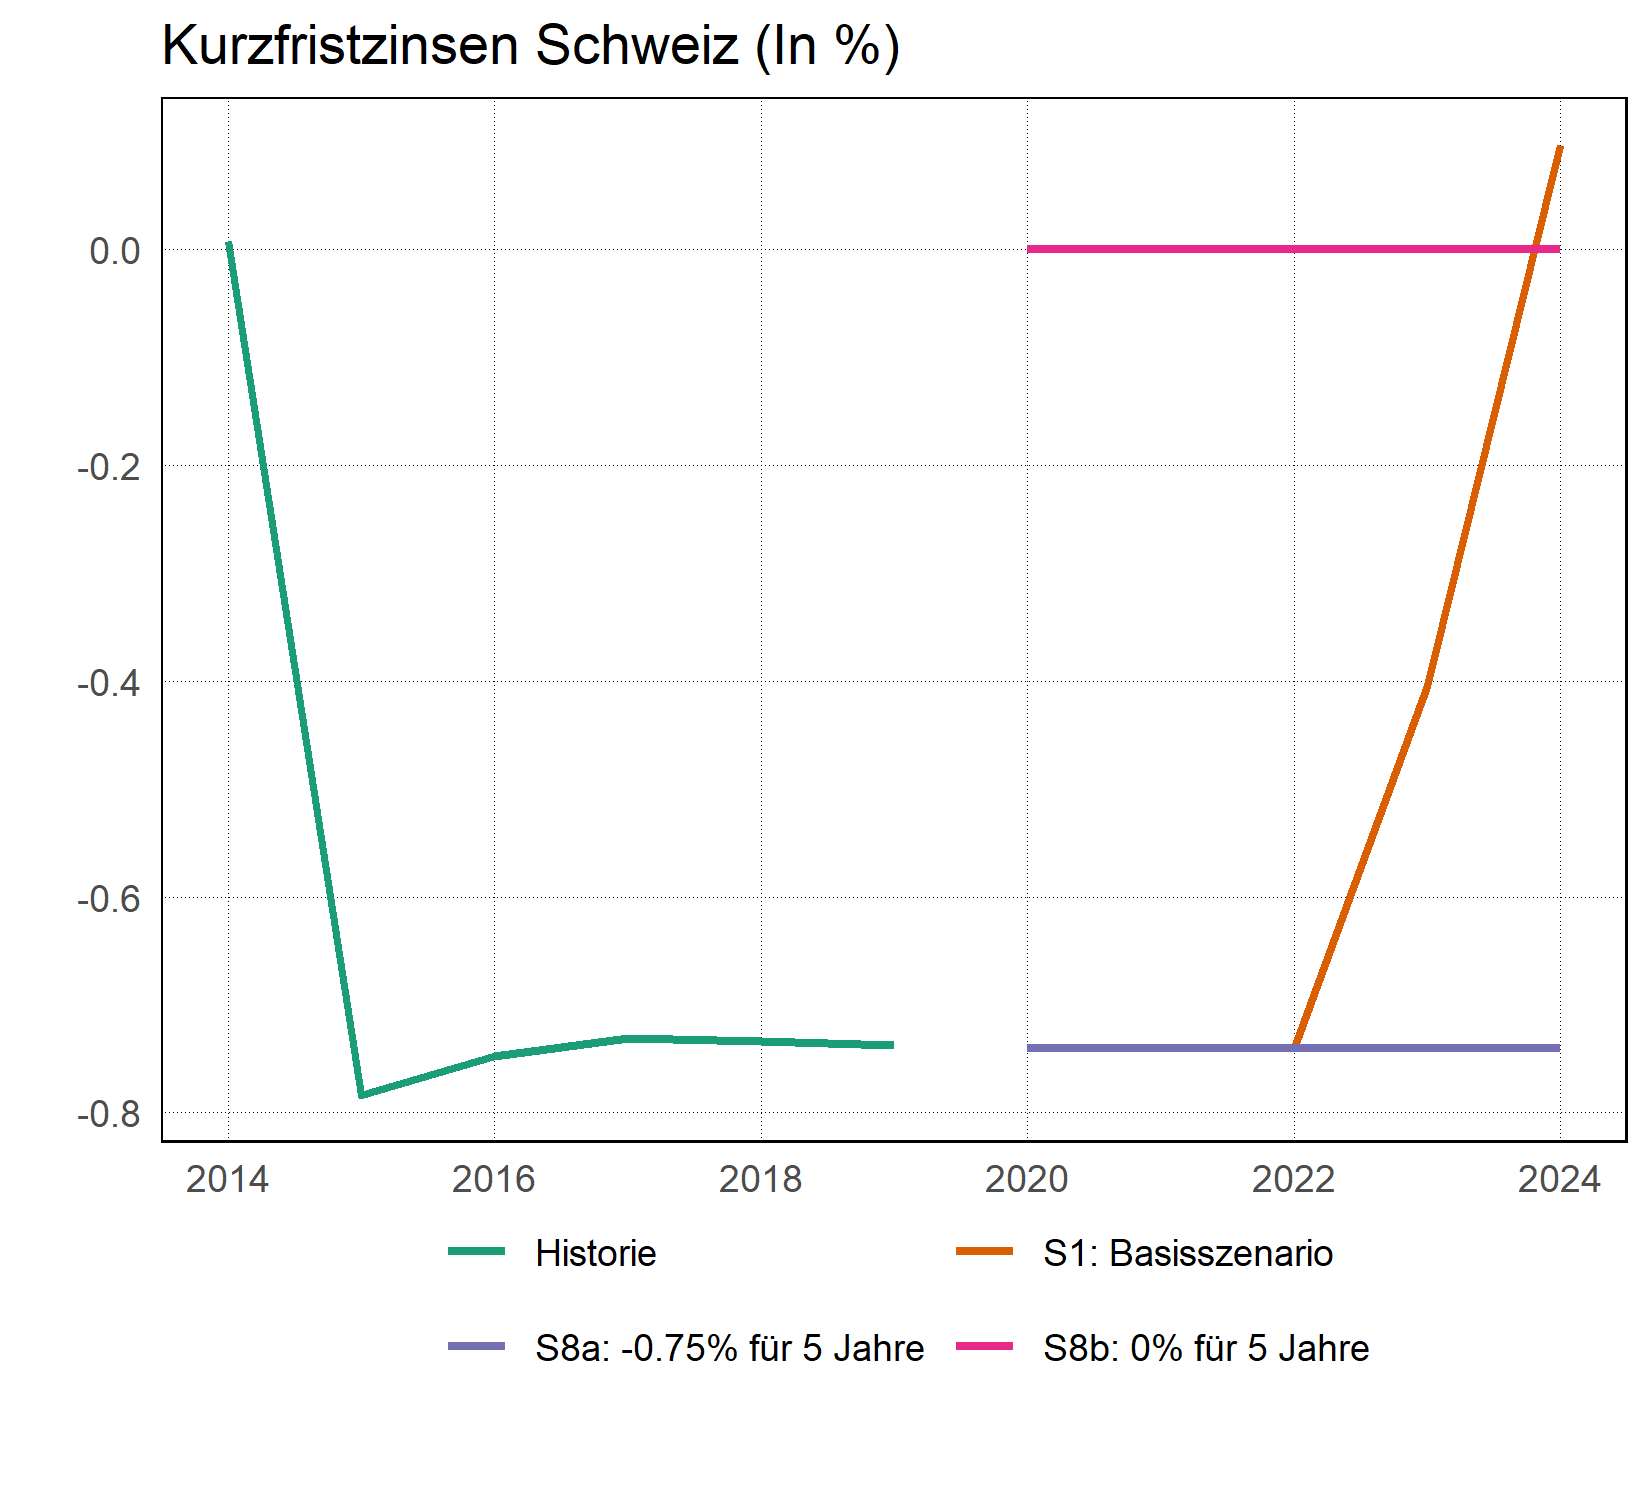 Kurzfristzinsen Schweiz (In %)
0.0
-0.2
-0.4
-0.6
-0.8
2014 2016 2018 2020 2022 2024
Historie S1: Basisszenario
S8a: -0.75% für 5 Jahre S8b: 0% für 5 Jahre